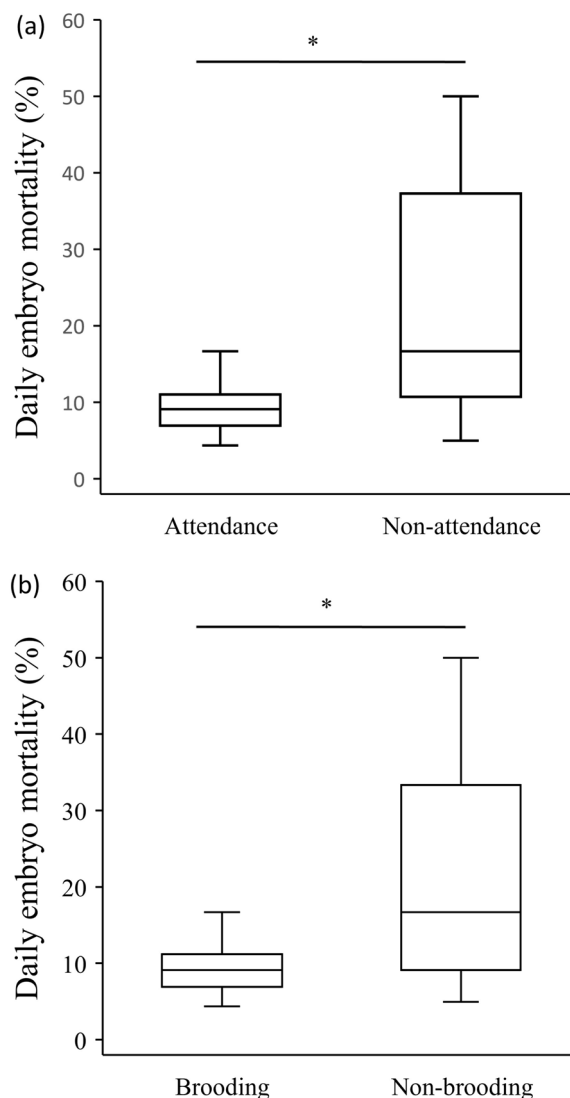 (a)
Daily embryo mortality (%)
60
50
40
30
20
10
0
*
Attendance Non-attendance
(b)
Daily embryo mortality (%)
60
50
40
30
20
10
0
*
Brooding Non-brooding